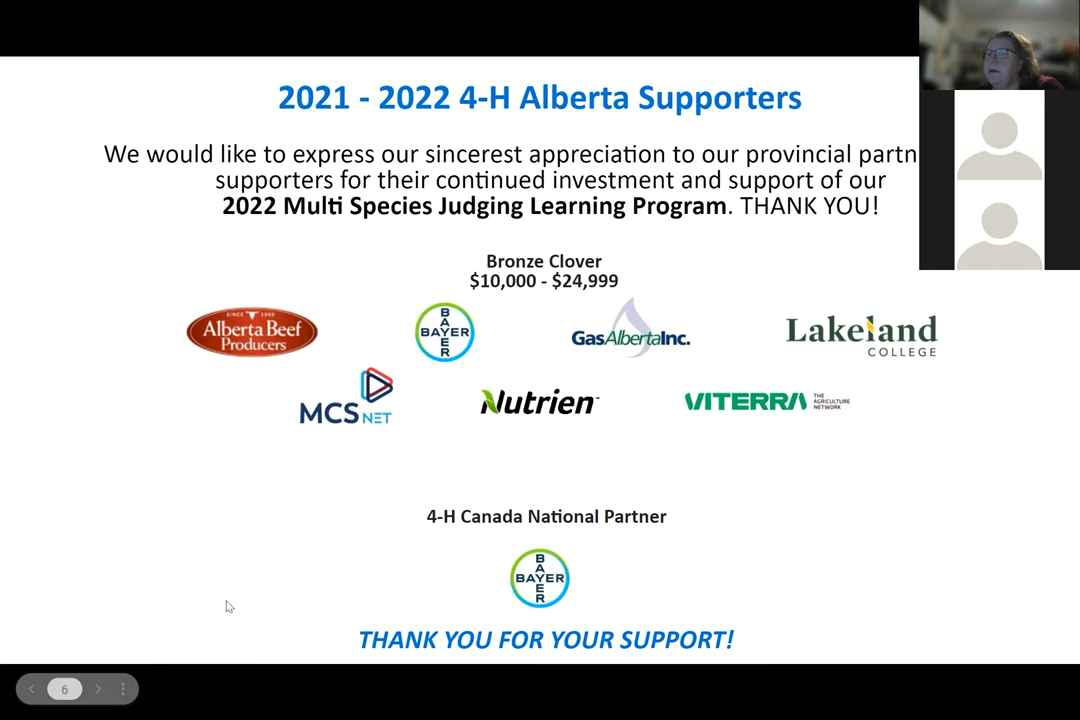 2021 - 2022 4-H Alberta Supporters
We would like to express our sincerest appreciation to our provincial partn
supporters for their continued investment and support of our
2022 Multi Species Judging Learning Program. THANK YOU!
Bronze Clover
$10,000 - $24,999
SINCE 1969
Alberta Beef
Producers
BAYER
BAYER
GasAlbertaInc.
Lakeland
COLLEGE
MCSNET
Nutrien
VITERRA
THE
AGRICULTURE
NETWORK
4-H Canada National Partner
BAYER
BAYER
THANK YOU FOR YOUR SUPPORT!
6